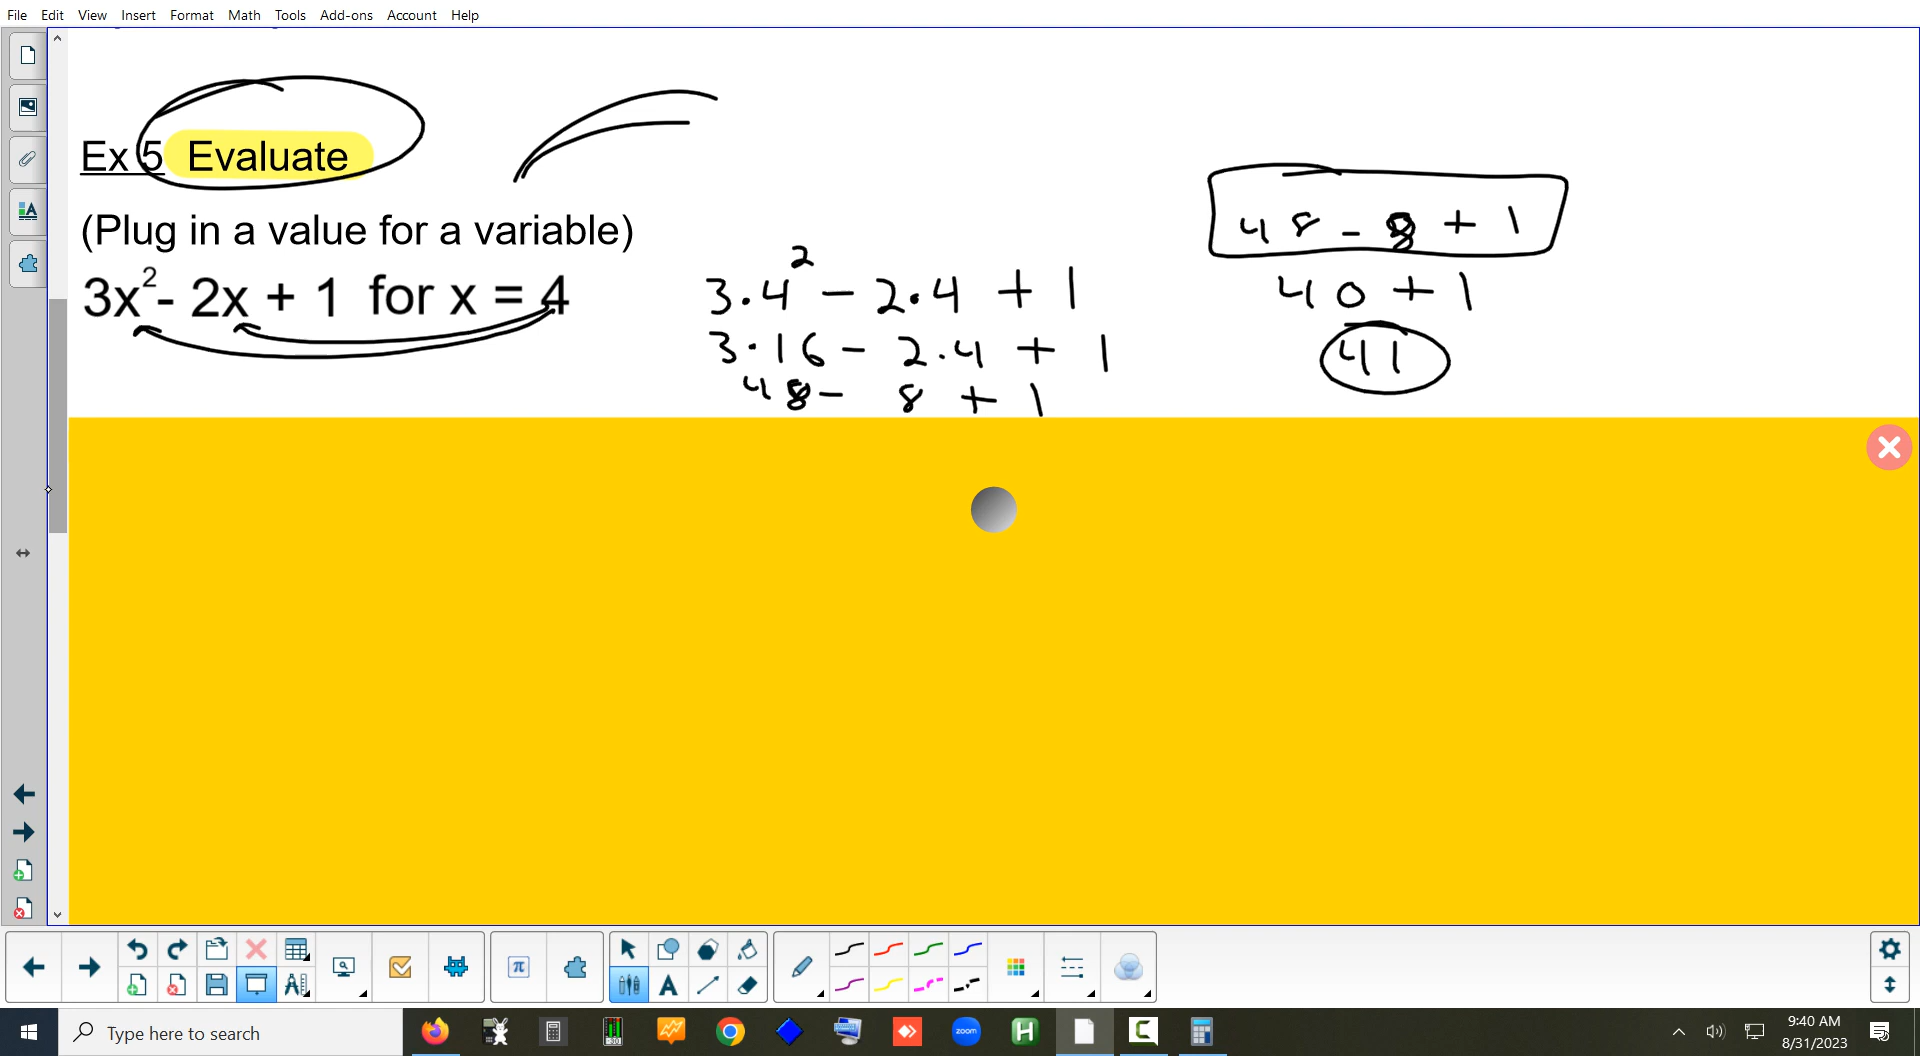 File Edit View Insert Format Math Tools Add-ons Account Help
Ex 5 Evaluate
(Plug in a value for a variable)
3x² - 2x + 1 for x = 4
3·4² - 2·4 + 1
3·16 - 2·4 + 1
48 - 8 + 1
48 - 8 + 1
40 + 1
41
Type here to search
zoom
9:40 AM
8/31/2023